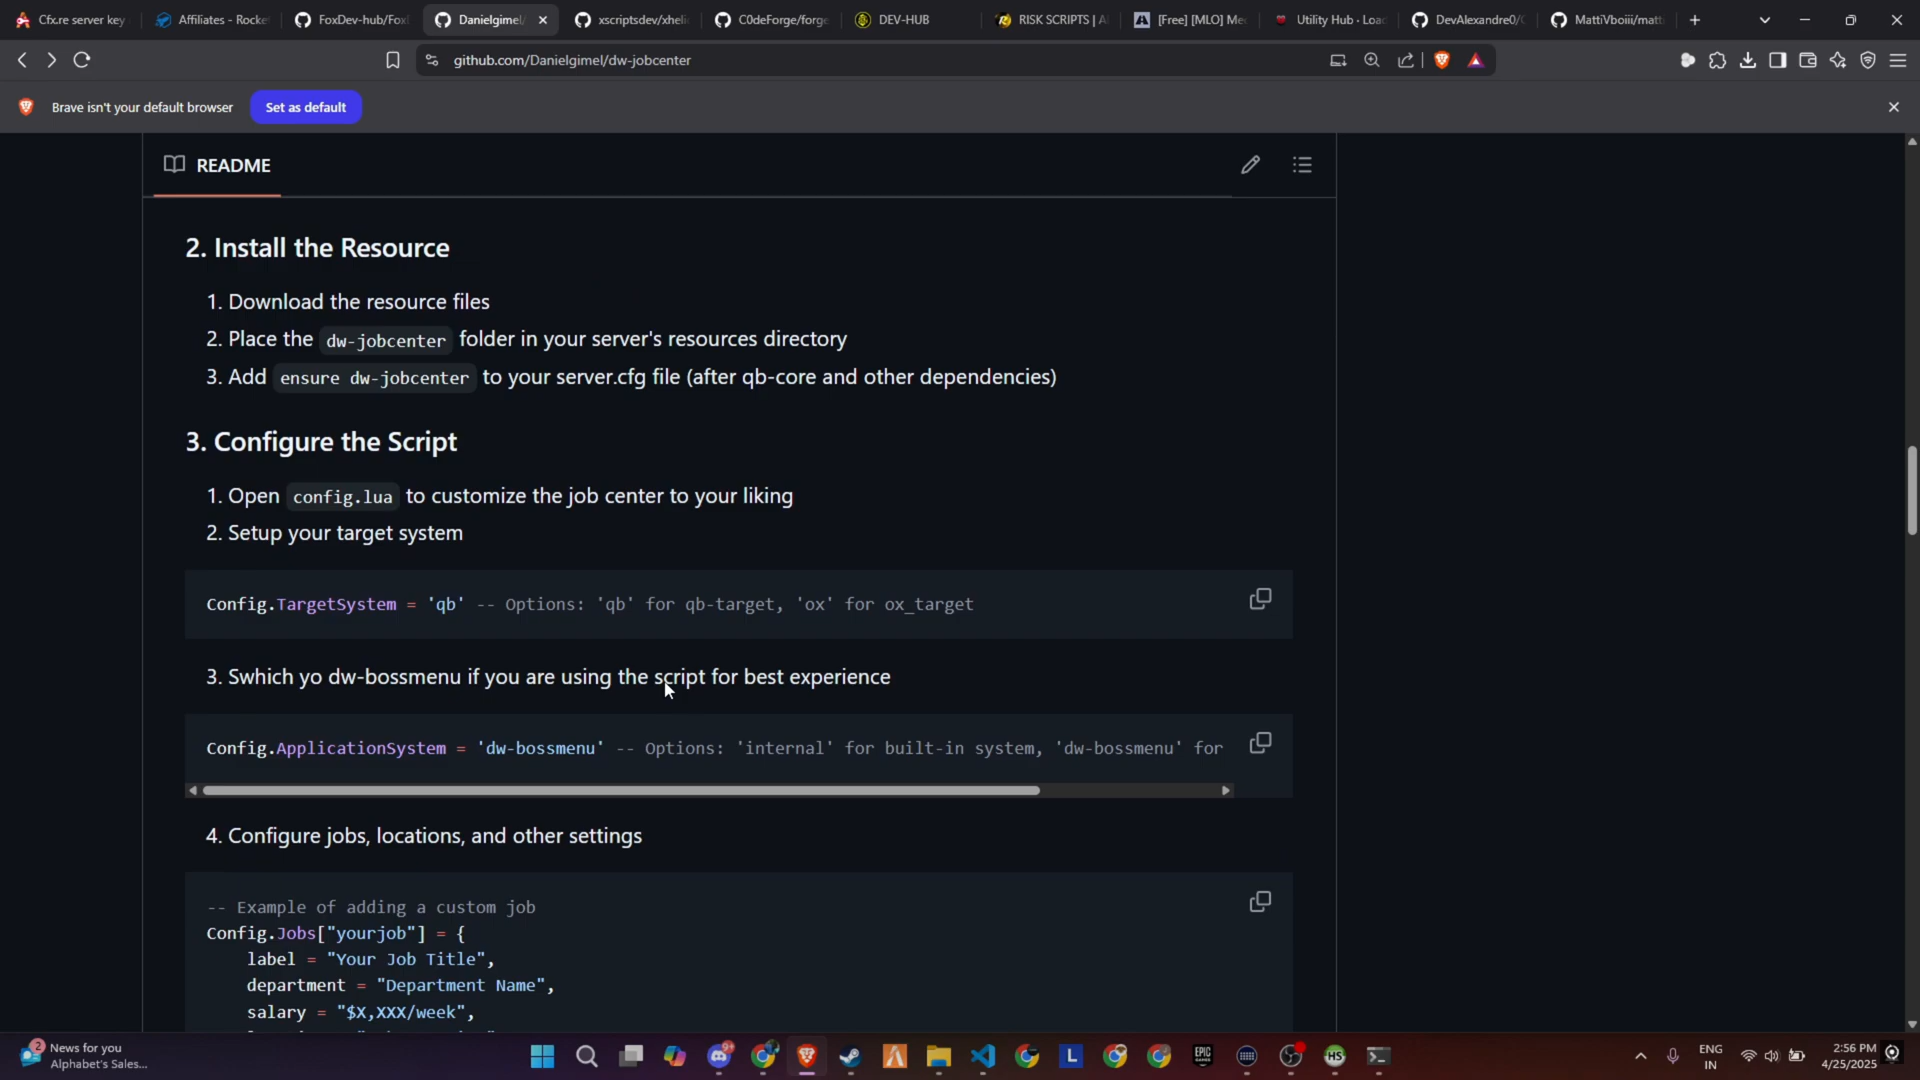 Cfx.re server key
Affiliates - Rocke
FoxDev-hub/Fox
Danielgimel/
xscriptsdev/xheli
C0deForge/forge
DEV-HUB
RISK SCRIPTS | A
[Free] [MLO] Me
Utility Hub · Loa
DevAlexandre0/
MattiVboiii/matt
github.com/Danielgimel/dw-jobcenter
Brave isn't your default browser
Set as default
README
2. Install the Resource
1. Download the resource files
2. Place the dw-jobcenter folder in your server's resources directory
3. Add ensure dw-jobcenter to your server.cfg file (after qb-core and other dependencies)
3. Configure the Script
1. Open config.lua to customize the job center to your liking
2. Setup your target system
Config.TargetSystem = 'qb' -- Options: 'qb' for qb-target, 'ox' for ox_target
3. Swhich yo dw-bossmenu if you are using the script for best experience
Config.ApplicationSystem = 'dw-bossmenu' -- Options: 'internal' for built-in system, 'dw-bossmenu' for
4. Configure jobs, locations, and other settings
-- Example of adding a custom job
Config.Jobs["yourjob"] = {
label = "Your Job Title",
department = "Department Name",
salary = "$X,XXX/week",
2
News for you
Alphabet's Sales...
L
EPIC
GAMES
HS
ENG
IN
2:56 PM
4/25/2025